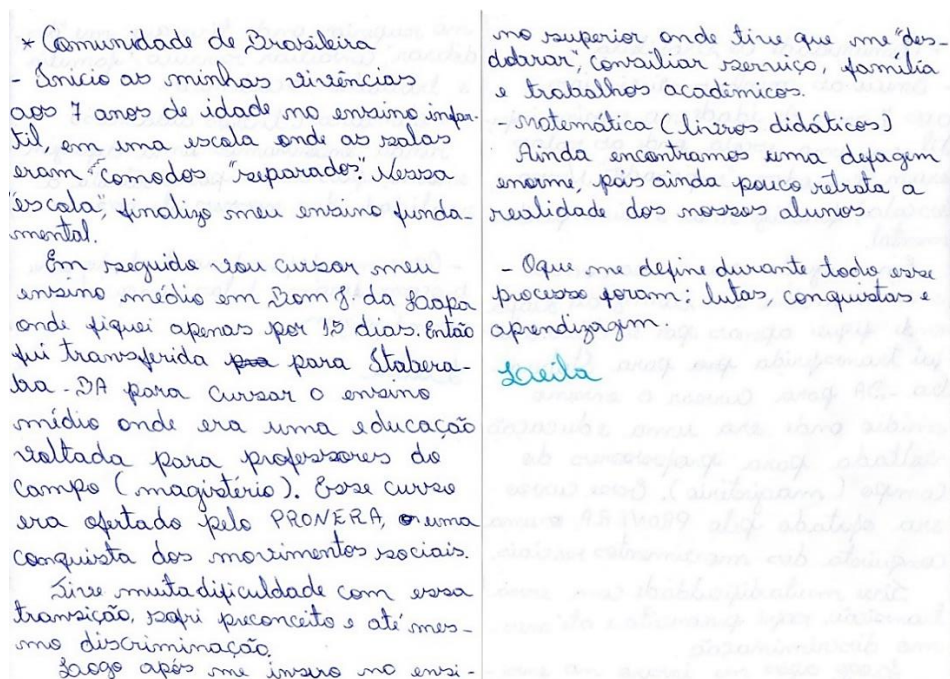 * Comunidade de Brasileira
- Início as minhas vivências
aos 7 anos de idade no ensino infan-
til, em uma escola onde as salas
eram "comodos" "separado". Nessa
"escola", finalizo meu ensino funda-
mental.
Em seguida vou cursar meu
ensino médio em Bom J. da Lapa
onde fiquei apenas por 15 dias. Então
fui transferida para Itabera-
ba - BA para cursar o ensino
médio onde era uma educação
voltada para professores do
campo (magistério). Esse curso
era ofertado pelo PRONERA, uma
conquista dos movimentos sociais.
Tive muita dificuldade com essa
transição, sofri preconceito e até mes-
mo discriminação.
Logo após me insiro no ensi-
no superior onde tive que me "des-
dobrar", consiliar serviço, família
e trabalhos acadêmicos.
- Matemática (livros didáticos)
Ainda encontramos uma defagem
enorme, pois ainda pouco retrata a
realidade dos nossos alunos
- Oque me define durante todo esse
processo foram: lutas, conquistas e
aprendizagem.
Leila